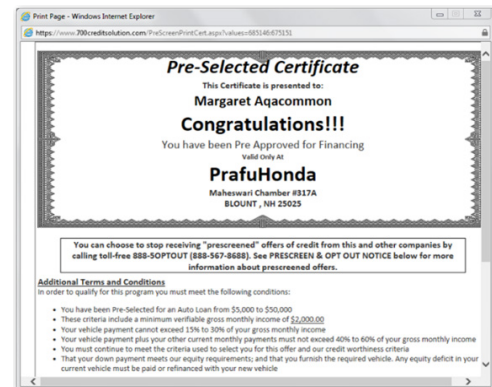 Print Page - Windows Internet Explorer
https://www.700creditsolution.com/PreScreenPrintCert.aspx?values=685146:675151
Pre-Selected Certificate
This Certificate is presented to:
Margaret Aqacommon
Congratulations!!!
You have been Pre Approved for Financing
Valid Only At
PrafuHonda
Maheswari Chamber #317A
BLOUNT , NH 25025
You can choose to stop receiving "prescreened" offers of credit from this and other companies by
calling toll-free 888-5OPTOUT (888-567-8688). See PRESCREEN & OPT OUT NOTICE below for more
information about prescreened offers.
Additional Terms and Conditions
In order to qualify for this program you must meet the following conditions:
• You have been Pre-Selected for an Auto Loan from $5,000 to $50,000
• These criteria include a minimum verifiable gross monthly income of $2,000.00
• Your vehicle payment cannot exceed 15% to 30% of your gross monthly income
• Your vehicle payment plus your other current monthly payments must not exceed 40% to 60% of your gross monthly income
• You must continue to meet the criteria used to select you for this offer and our credit worthiness criteria
• That your down payment meets our equity requirements; and that you furnish the required vehicle. Any equity deficit in your
current vehicle must be paid or refinanced with your new vehicle